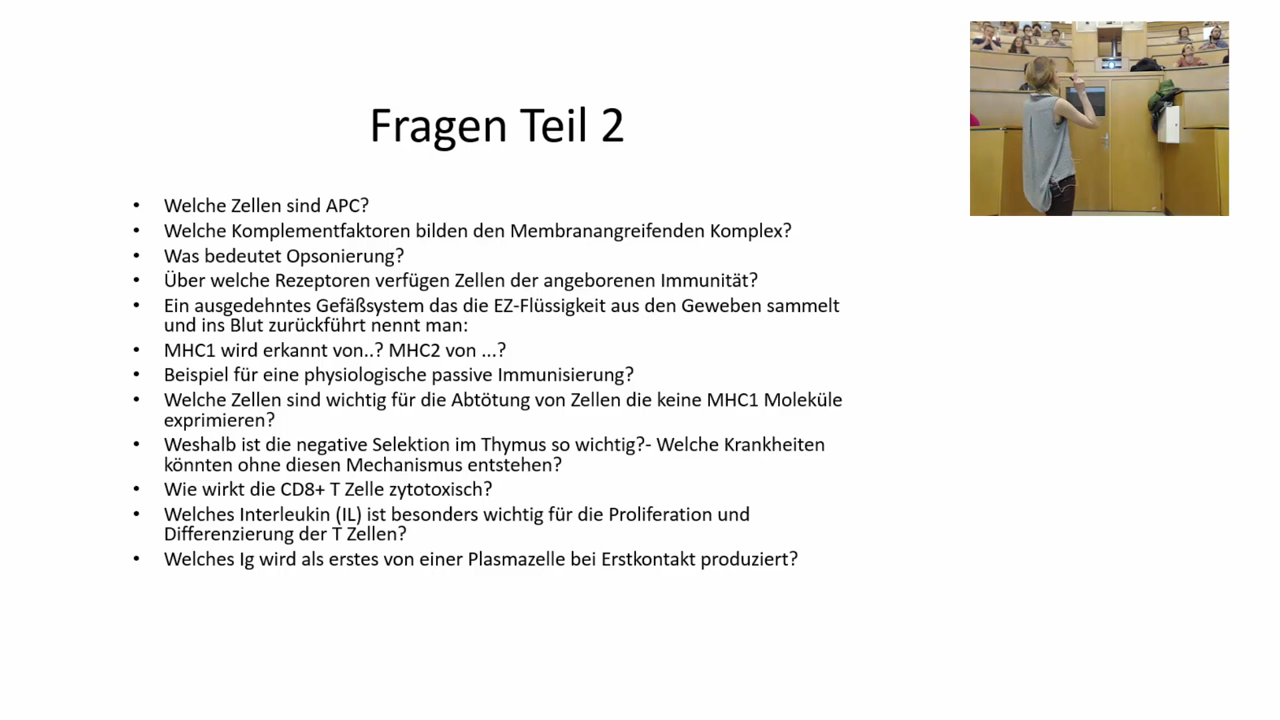 Fragen Teil 2
• Welche Zellen sind APC?
• Welche Komplementfaktoren bilden den Membranangreifenden Komplex?
• Was bedeutet Opsonierung?
• Über welche Rezeptoren verfügen Zellen der angeborenen Immunität?
• Ein ausgedehntes Gefäßsystem das die EZ-Flüssigkeit aus den Geweben sammelt
und ins Blut zurückführt nennt man:
• MHC1 wird erkannt von..? MHC2 von ...?
• Beispiel für eine physiologische passive Immunisierung?
• Welche Zellen sind wichtig für die Abtötung von Zellen die keine MHC1 Moleküle
exprimieren?
• Weshalb ist die negative Selektion im Thymus so wichtig?- Welche Krankheiten
könnten ohne diesen Mechanismus entstehen?
• Wie wirkt die CD8+ T Zelle zytotoxisch?
• Welches Interleukin (IL) ist besonders wichtig für die Proliferation und
Differenzierung der T Zellen?
• Welches Ig wird als erstes von einer Plasmazelle bei Erstkontakt produziert?